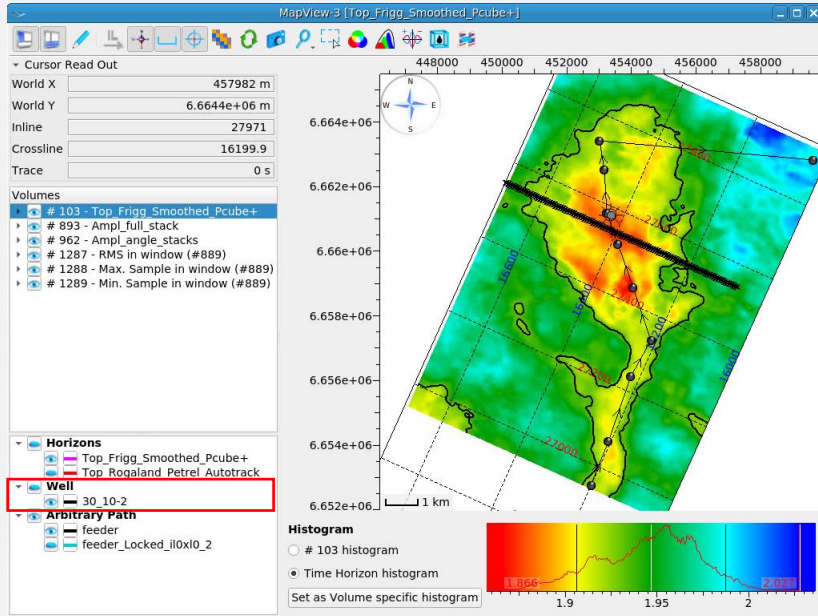 MapView-3 [Top_Frigg_Smoothed_Pcube+]
Cursor Read Out
World X 457982 m
World Y 6.6644e+06 m
Inline 27971
Crossline 16199.9
Trace 0 s
Volumes
# 103 - Top_Frigg_Smoothed_Pcube+
# 893 - Ampl_full_stack
# 962 - Ampl_angle_stacks
# 1287 - RMS in window (#889)
# 1288 - Max. Sample in window (#889)
# 1289 - Min. Sample in window (#889)
Horizons
Top_Frigg_Smoothed_Pcube+
Top_Rogaland_Petrel_Autotrack
Well
30_10-2
Arbitrary Path
feeder
feeder_Locked_il0xl0_2
448000 450000 452000 454000 456000 458000
N
W E
S
6.664e+06
6.662e+06
6.66e+06
6.658e+06
6.656e+06
6.654e+06
6.652e+06
16600
27400
16000
27200
27000
1 km
Histogram
# 103 histogram
Time Horizon histogram
Set as Volume specific histogram
1.866 2.027
1.9 1.95 2